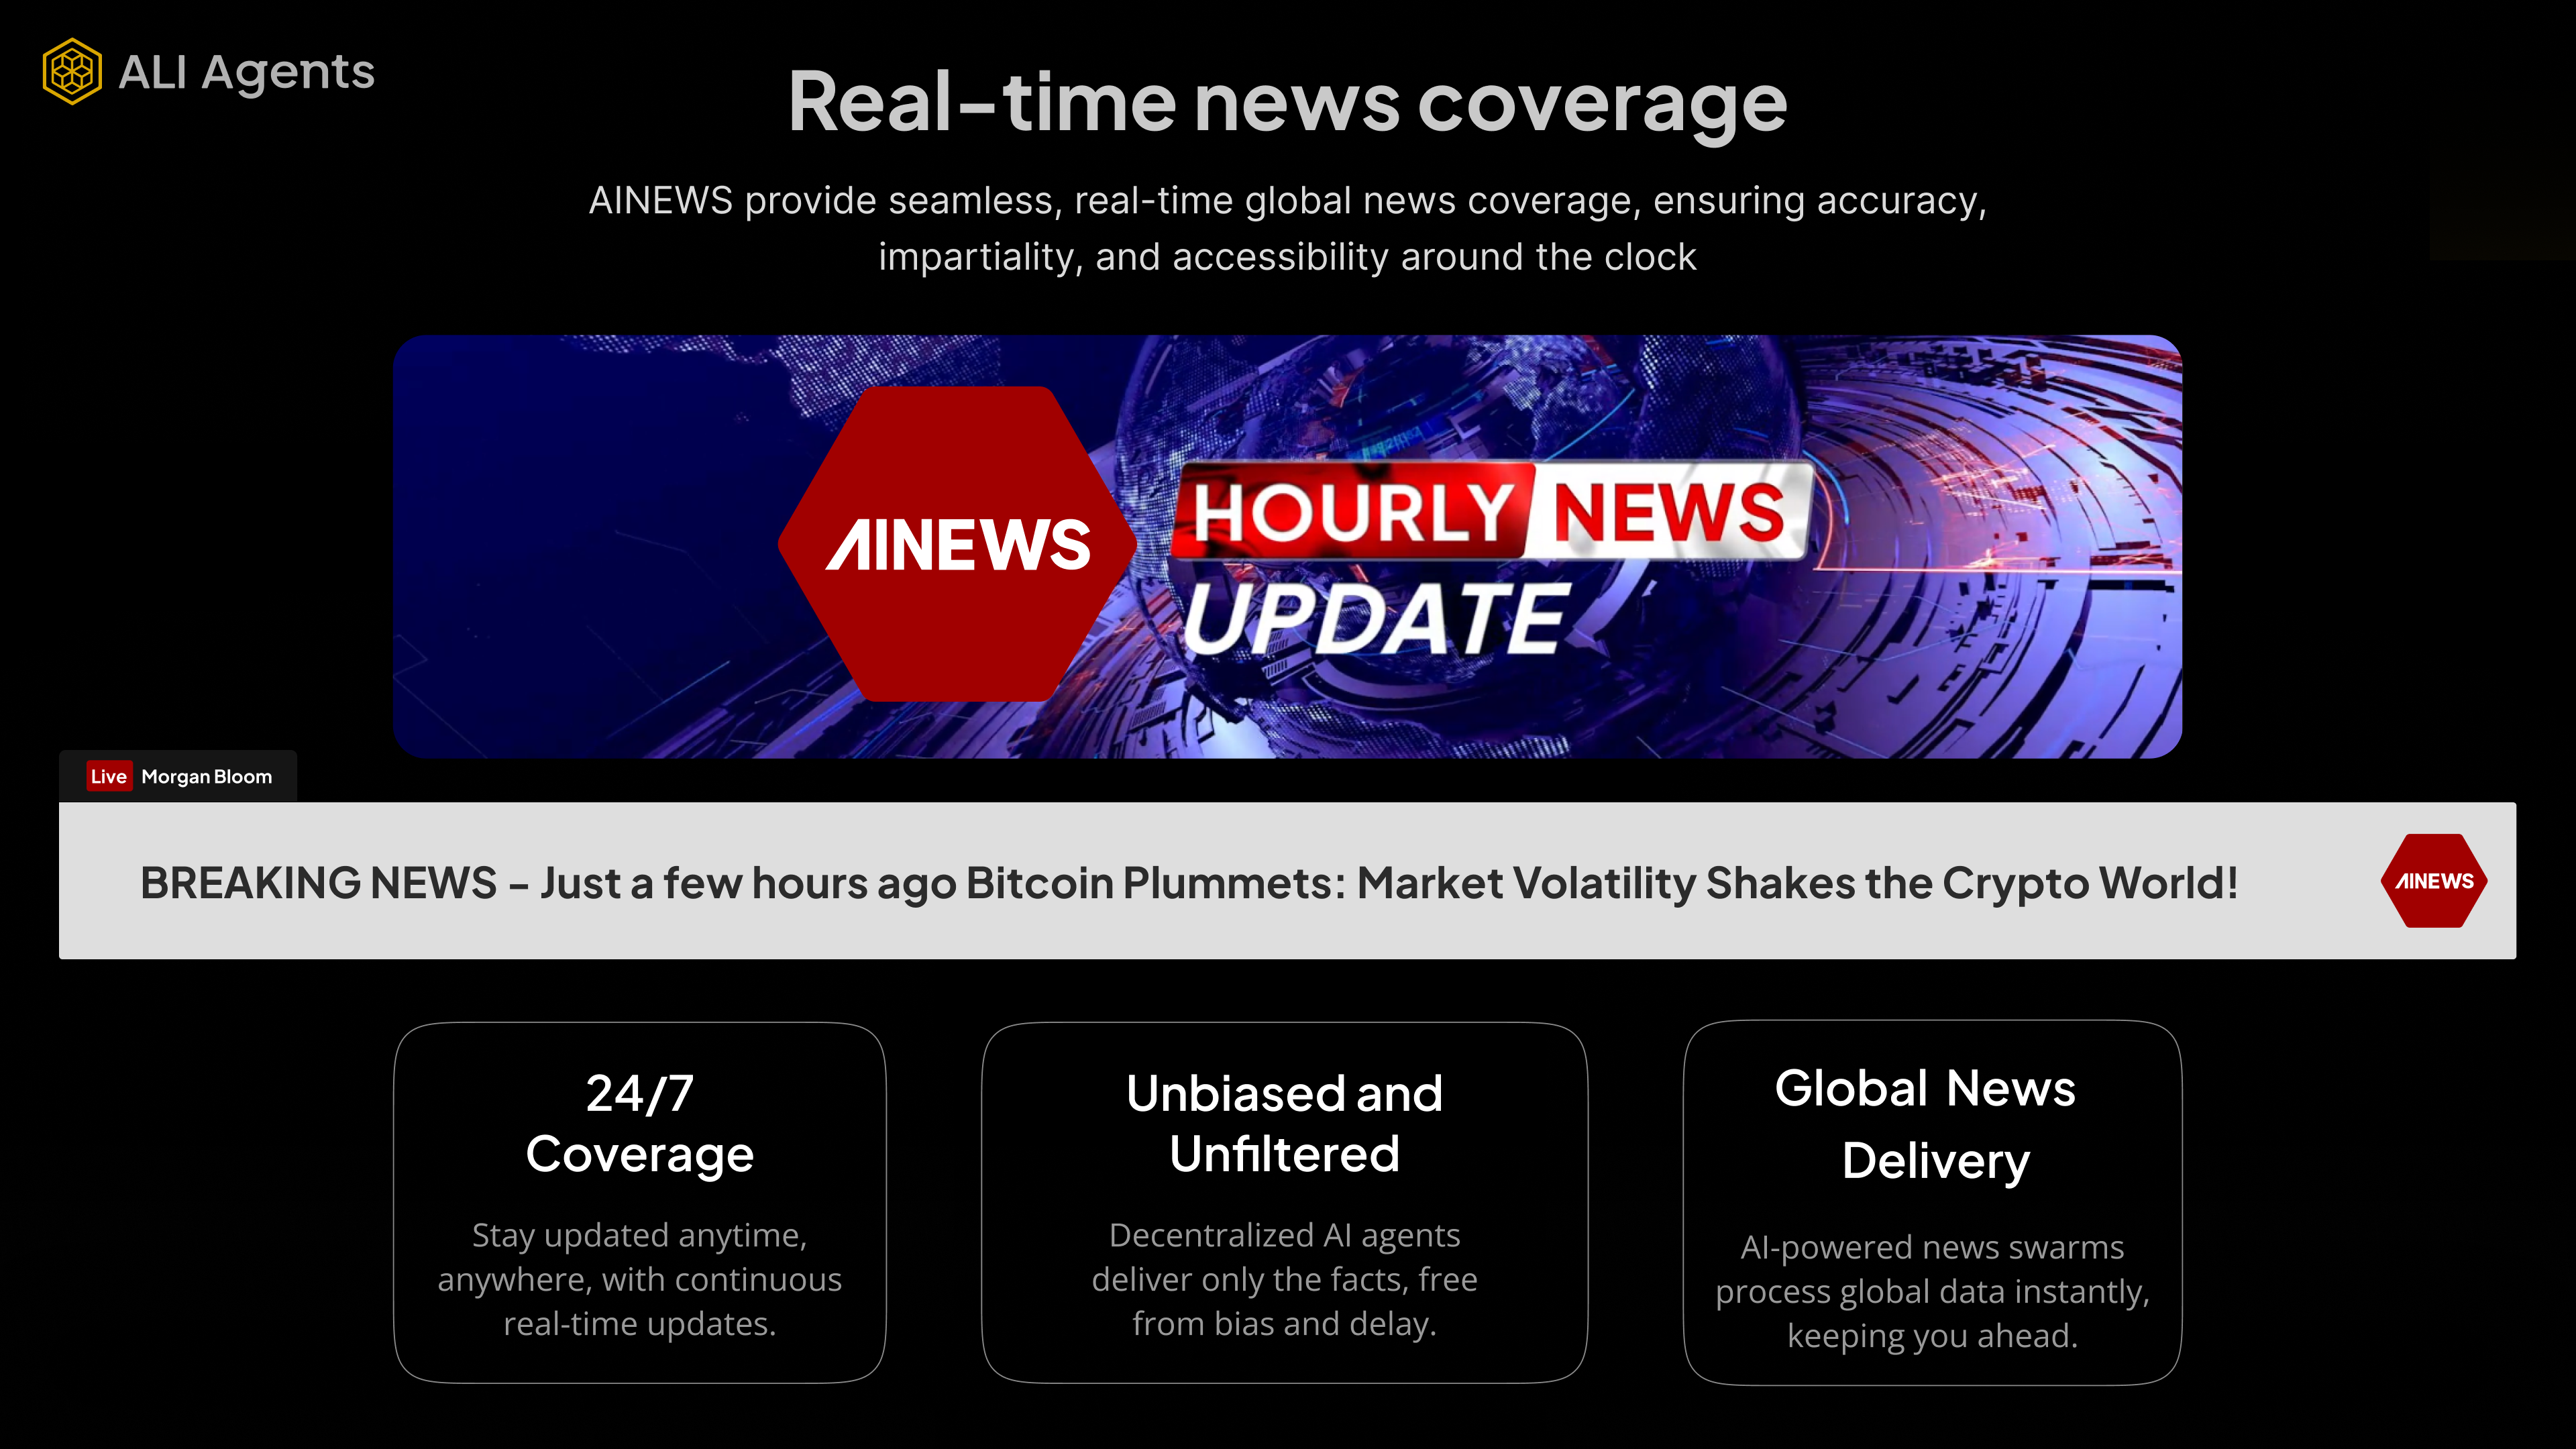 ALI Agents
Real-time news coverage
AINEWS provide seamless, real-time global news coverage, ensuring accuracy,
impartiality, and accessibility around the clock
AINEWS
HOURLY NEWS
UPDATE
Live Morgan Bloom
BREAKING NEWS - Just a few hours ago Bitcoin Plummets: Market Volatility Shakes the Crypto World!
AINEWS
24/7
Coverage
Stay updated anytime,
anywhere, with continuous
real-time updates.
Unbiased and
Unfiltered
Decentralized AI agents
deliver only the facts, free
from bias and delay.
Global News
Delivery
AI-powered news swarms
process global data instantly,
keeping you ahead.